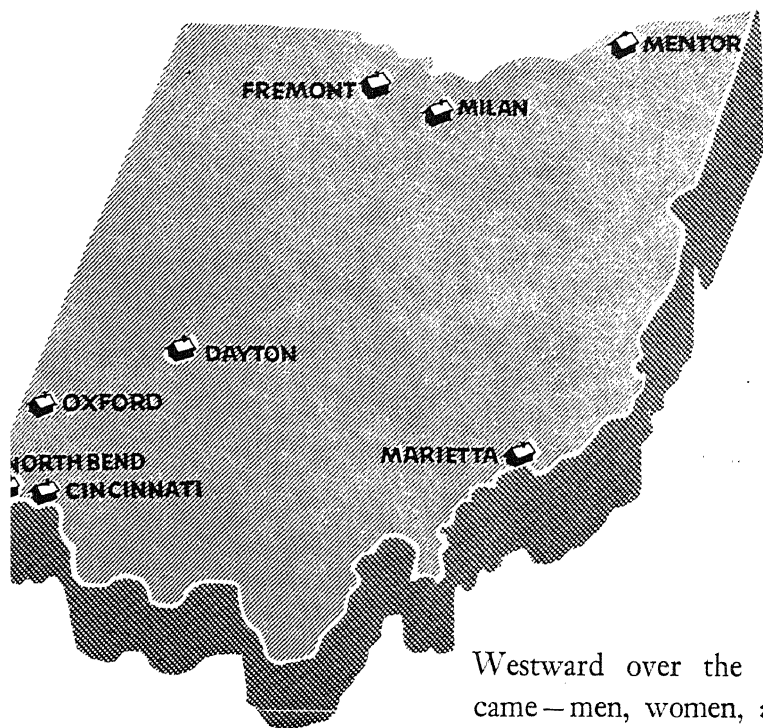 MENTOR
FREMONT
MILAN
DAYTON
OXFORD
NORTH BEND
MARIETTA
CINCINNATI
Westward over the
came—men, women,